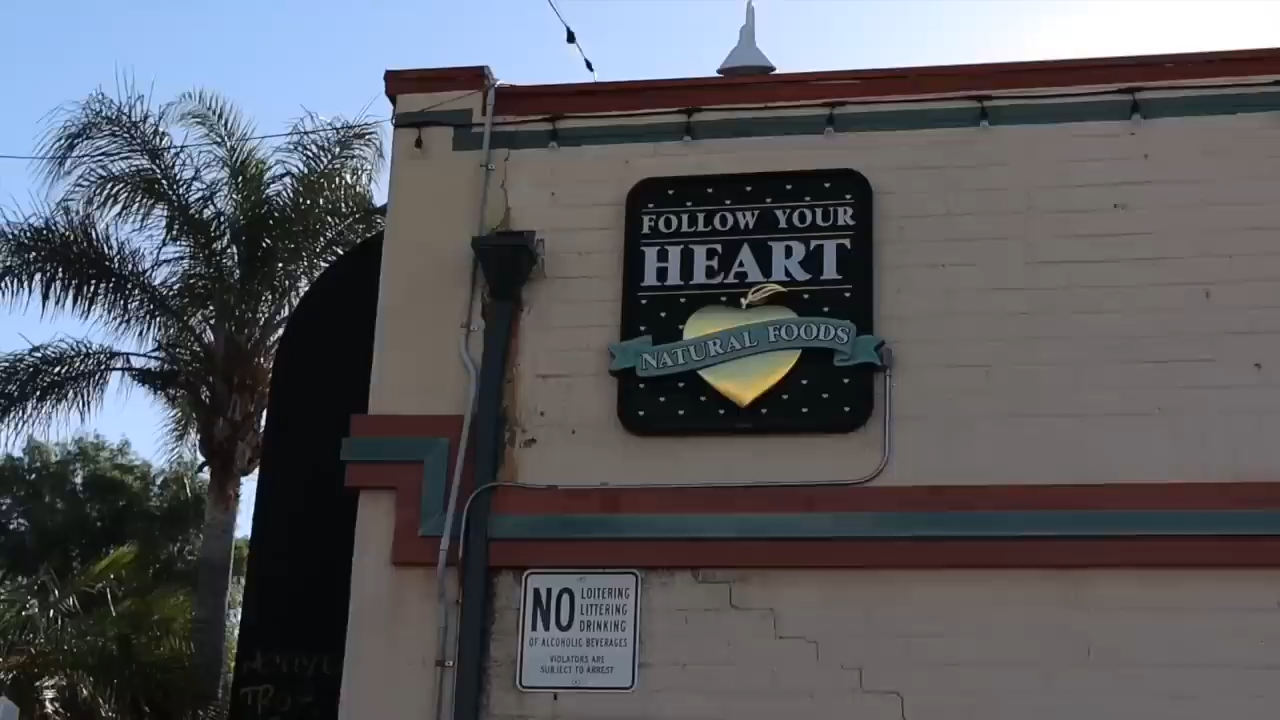 FOLLOW YOUR
HEART
NATURAL FOODS
NO LOITERING
LITTERING
DRINKING
OF ALCOHOLIC BEVERAGES
VIOLATORS ARE
SUBJECT TO ARREST